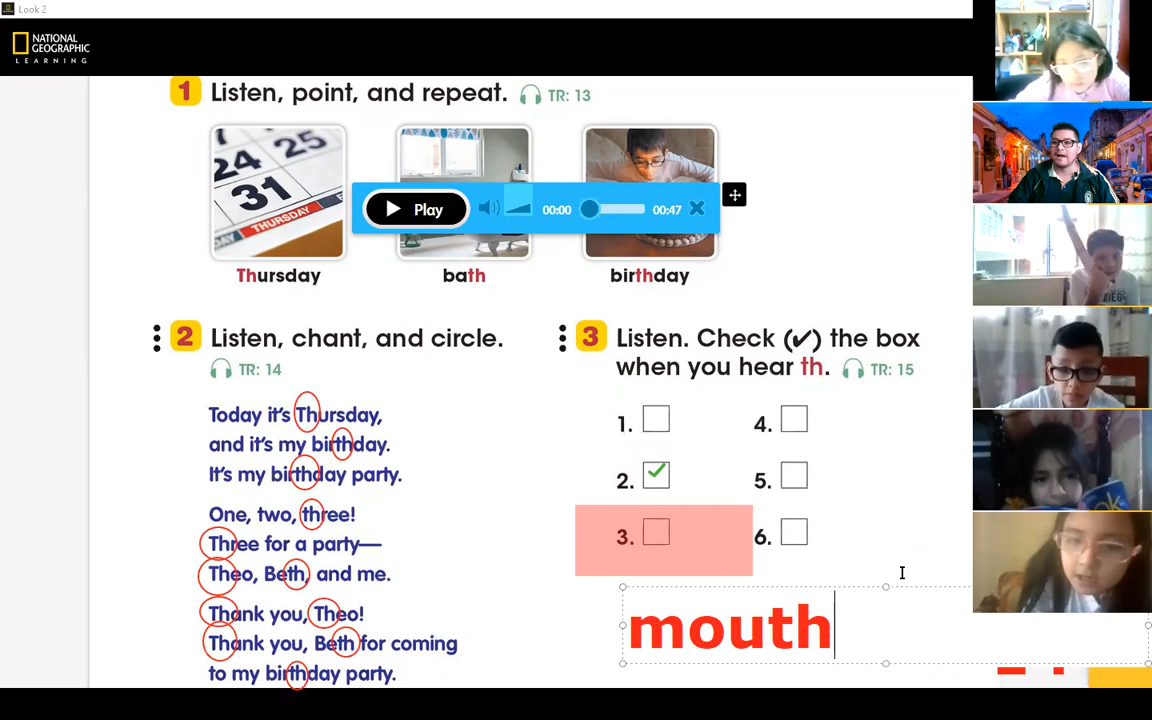 Look 2
NATIONAL
GEOGRAPHIC
LEARNING
1 Listen, point, and repeat. TR: 13
24 25
31
THURSDAY
Play 00:00 00:47
Thursday bath birthday
2 Listen, chant, and circle.
TR: 14
Today it's Thursday,
and it's my birthday.
It's my birthday party.
One, two, three!
Three for a party—
Theo, Beth, and me.
Thank you, Theo!
Thank you, Beth for coming
to my birthday party.
3 Listen. Check (✔) the box
when you hear th. TR: 15
1. 4.
2. ✔ 5.
3. 6.
mouth